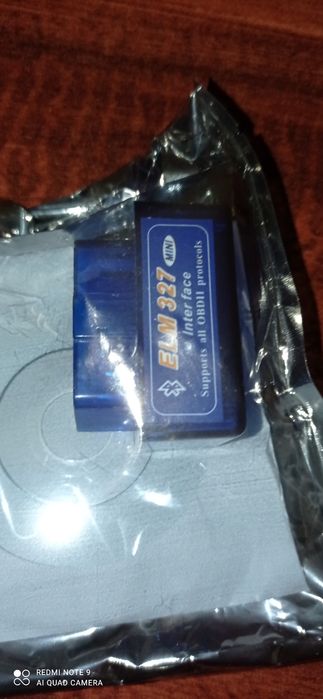 ELM 327 MINI
Interface
Supports all OBDII protocols
REDMI NOTE 9
AI QUAD CAMERA